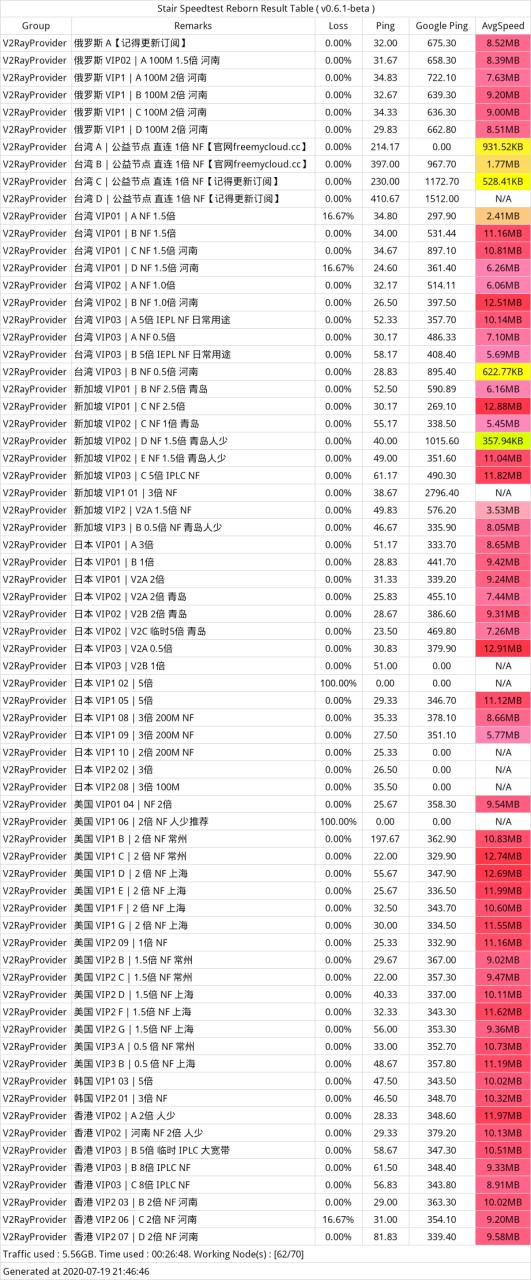 Stair Speedtest Reborn Result Table ( v0.6.1-beta )
Group Remarks Loss Ping Google Ping AvgSpeed
V2RayProvider 俄罗斯 A【记得更新订阅】 0.00% 32.00 675.30 8.52MB
V2RayProvider 俄罗斯 VIP02 | A 100M 1.5倍 河南 0.00% 31.67 658.30 8.39MB
V2RayProvider 俄罗斯 VIP1 | A 100M 2倍 河南 0.00% 34.83 722.10 7.63MB
V2RayProvider 俄罗斯 VIP1 | B 100M 2倍 河南 0.00% 32.67 639.30 9.20MB
V2RayProvider 俄罗斯 VIP1 | C 100M 2倍 河南 0.00% 34.33 636.30 9.00MB
V2RayProvider 俄罗斯 VIP1 | D 100M 2倍 河南 0.00% 29.83 662.80 8.51MB
V2RayProvider 台湾 A | 公益节点 直连 1倍 NF【官网freemycloud.cc】 0.00% 214.17 0.00 931.52KB
V2RayProvider 台湾 B | 公益节点 直连 1倍 NF【官网freemycloud.cc】 0.00% 397.00 967.70 1.77MB
V2RayProvider 台湾 C | 公益节点 直连 1倍 NF【记得更新订阅】 0.00% 230.00 1172.70 528.41KB
V2RayProvider 台湾 D | 公益节点 直连 1倍 NF【记得更新订阅】 0.00% 410.67 1512.00 N/A
V2RayProvider 台湾 VIP01 | A NF 1.5倍 16.67% 34.80 297.90 2.41MB
V2RayProvider 台湾 VIP01 | B NF 1.5倍 0.00% 34.00 531.44 11.16MB
V2RayProvider 台湾 VIP01 | C NF 1.5倍 河南 0.00% 34.67 897.10 10.81MB
V2RayProvider 台湾 VIP01 | D NF 1.5倍 河南 16.67% 24.60 361.40 6.26MB
V2RayProvider 台湾 VIP02 | A NF 1.0倍 0.00% 32.17 514.11 6.06MB
V2RayProvider 台湾 VIP02 | B NF 1.0倍 河南 0.00% 26.50 397.50 12.51MB
V2RayProvider 台湾 VIP03 | A 5倍 IEPL NF 日常用途 0.00% 52.33 357.70 10.14MB
V2RayProvider 台湾 VIP03 | A NF 0.5倍 0.00% 30.17 486.33 7.10MB
V2RayProvider 台湾 VIP03 | B 5倍 IEPL NF 日常用途 0.00% 58.17 408.40 5.69MB
V2RayProvider 台湾 VIP03 | B NF 0.5倍 河南 0.00% 28.83 895.40 622.77KB
V2RayProvider 新加坡 VIP01 | B NF 2.5倍 青岛 0.00% 52.50 590.89 6.16MB
V2RayProvider 新加坡 VIP01 | C NF 2.5倍 0.00% 30.17 269.10 12.88MB
V2RayProvider 新加坡 VIP02 | C NF 1倍 青岛 0.00% 55.17 338.50 5.45MB
V2RayProvider 新加坡 VIP02 | D NF 1.5倍 青岛人少 0.00% 40.00 1015.60 357.94KB
V2RayProvider 新加坡 VIP02 | E NF 1.5倍 青岛人少 0.00% 49.00 351.60 11.04MB
V2RayProvider 新加坡 VIP03 | C 5倍 IPLC NF 0.00% 61.17 490.30 11.82MB
V2RayProvider 新加坡 VIP1 01 | 3倍 NF 0.00% 38.67 2796.40 N/A
V2RayProvider 新加坡 VIP2 | V2A 1.5倍 NF 0.00% 49.83 576.20 3.53MB
V2RayProvider 新加坡 VIP3 | B 0.5倍 NF 青岛人少 0.00% 46.67 335.90 8.05MB
V2RayProvider 日本 VIP01 | A 3倍 0.00% 51.17 333.70 8.65MB
V2RayProvider 日本 VIP01 | B 1倍 0.00% 28.83 441.70 9.42MB
V2RayProvider 日本 VIP01 | V2A 2倍 0.00% 31.33 339.20 9.24MB
V2RayProvider 日本 VIP02 | V2A 2倍 青岛 0.00% 25.83 455.10 7.44MB
V2RayProvider 日本 VIP02 | V2B 2倍 青岛 0.00% 28.67 386.60 9.31MB
V2RayProvider 日本 VIP02 | V2C 临时5倍 青岛 0.00% 23.50 469.80 7.26MB
V2RayProvider 日本 VIP03 | V2A 0.5倍 0.00% 30.83 379.90 12.91MB
V2RayProvider 日本 VIP03 | V2B 1倍 0.00% 51.00 0.00 N/A
V2RayProvider 日本 VIP1 02 | 5倍 100.00% 0.00 0.00 N/A
V2RayProvider 日本 VIP1 05 | 5倍 0.00% 29.33 346.70 11.12MB
V2RayProvider 日本 VIP1 08 | 3倍 200M NF 0.00% 35.33 378.10 8.66MB
V2RayProvider 日本 VIP1 09 | 3倍 200M NF 0.00% 27.50 351.10 5.77MB
V2RayProvider 日本 VIP1 10 | 2倍 200M NF 0.00% 25.33 0.00 N/A
V2RayProvider 日本 VIP2 02 | 3倍 0.00% 26.50 0.00 N/A
V2RayProvider 日本 VIP2 08 | 3倍 100M 0.00% 35.50 0.00 N/A
V2RayProvider 美国 VIP01 04 | NF 2倍 0.00% 25.67 358.30 9.54MB
V2RayProvider 美国 VIP1 06 | 2倍 NF 人少推荐 100.00% 0.00 0.00 N/A
V2RayProvider 美国 VIP1 B | 2 倍 NF 常州 0.00% 197.67 362.90 10.83MB
V2RayProvider 美国 VIP1 C | 2 倍 NF 常州 0.00% 22.00 329.90 12.74MB
V2RayProvider 美国 VIP1 D | 2 倍 NF 上海 0.00% 55.67 347.90 12.69MB
V2RayProvider 美国 VIP1 E | 2 倍 NF 上海 0.00% 25.67 336.50 11.99MB
V2RayProvider 美国 VIP1 F | 2 倍 NF 上海 0.00% 32.50 343.70 10.60MB
V2RayProvider 美国 VIP1 G | 2 倍 NF 上海 0.00% 30.00 334.50 11.55MB
V2RayProvider 美国 VIP2 09 | 1倍 NF 0.00% 25.33 332.90 11.16MB
V2RayProvider 美国 VIP2 B | 1.5倍 NF 常州 0.00% 29.67 367.00 9.02MB
V2RayProvider 美国 VIP2 C | 1.5倍 NF 常州 0.00% 22.00 357.30 9.47MB
V2RayProvider 美国 VIP2 D | 1.5倍 NF 上海 0.00% 40.33 337.00 10.11MB
V2RayProvider 美国 VIP2 F | 1.5倍 NF 上海 0.00% 32.33 343.30 11.62MB
V2RayProvider 美国 VIP2 G | 1.5倍 NF 上海 0.00% 56.00 353.30 9.36MB
V2RayProvider 美国 VIP3 A | 0.5 倍 NF 常州 0.00% 33.00 352.70 10.73MB
V2RayProvider 美国 VIP3 B | 0.5 倍 NF 上海 0.00% 48.67 357.80 11.19MB
V2RayProvider 韩国 VIP1 03 | 5倍 0.00% 47.50 343.50 10.02MB
V2RayProvider 韩国 VIP2 01 | 3倍 NF 0.00% 46.50 348.70 10.32MB
V2RayProvider 香港 VIP02 | A 2倍 人少 0.00% 28.33 348.60 11.97MB
V2RayProvider 香港 VIP02 | 河南 NF 2倍 人少 0.00% 29.33 379.20 10.13MB
V2RayProvider 香港 VIP03 | B 5倍 临时 IPLC 大宽带 0.00% 58.67 347.30 10.51MB
V2RayProvider 香港 VIP03 | B 8倍 IPLC NF 0.00% 61.50 348.40 9.33MB
V2RayProvider 香港 VIP03 | C 8倍 IPLC NF 0.00% 56.83 343.80 8.91MB
V2RayProvider 香港 VIP2 03 | B 2倍 NF 河南 0.00% 29.00 363.30 10.02MB
V2RayProvider 香港 VIP2 06 | C 2倍 NF 河南 16.67% 31.00 354.10 9.20MB
V2RayProvider 香港 VIP2 07 | D 2倍 NF 河南 0.00% 81.83 339.40 9.58MB
Traffic used : 5.56GB. Time used : 00:26:48. Working Node(s) : [62/70]
Generated at 2020-07-19 21:46:46